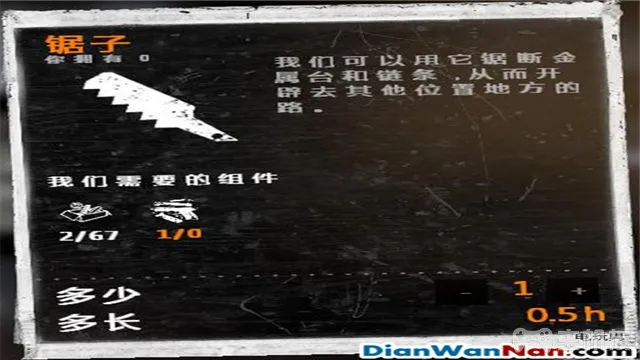 锯子
你拥有 0
我们可以用它锯断金
属台和链条,从而开
辟去其他位置地方的
路。
我们需要的组件
2/67
1/0
多少
- 1 +
多长
0.5h
DianWanNan.com